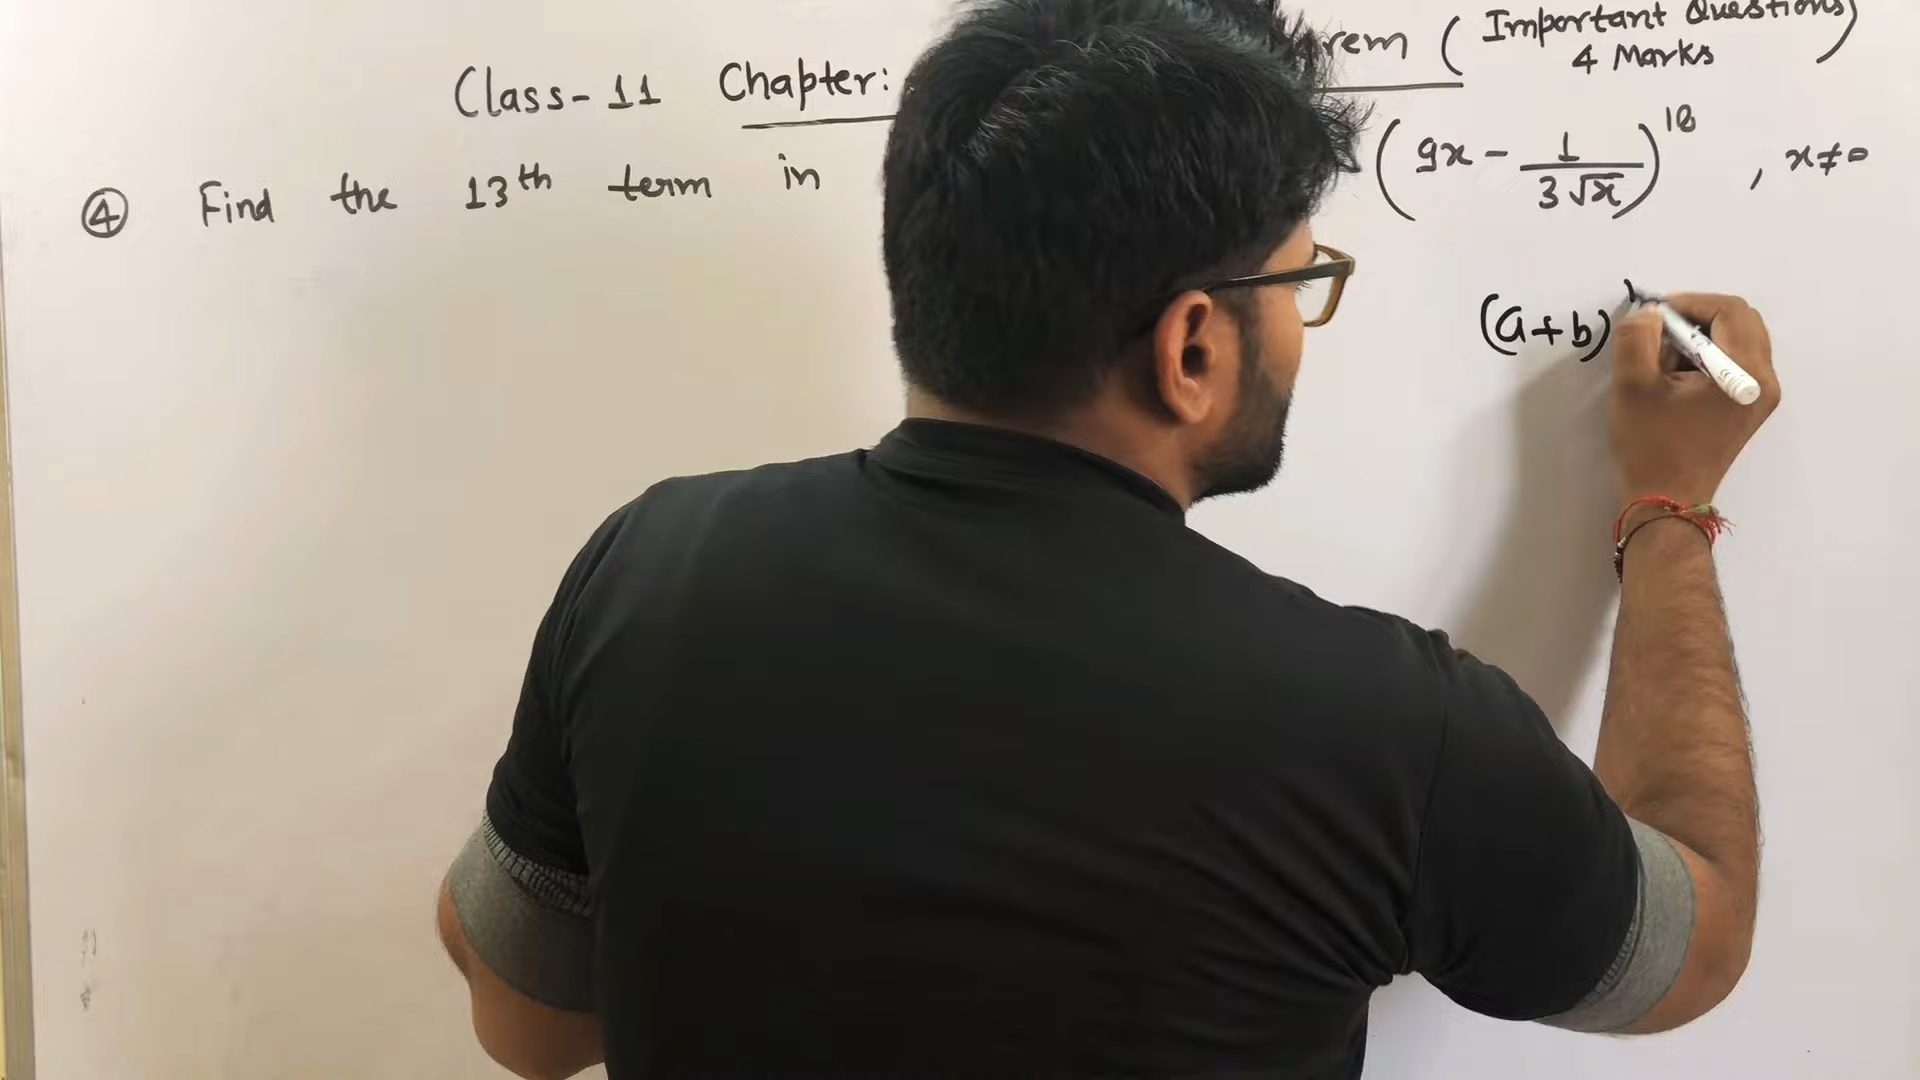 Class-11 Chapter: rem (Important Questions)
4 Marks
④ Find the 13th term in (9x - 1/(3√x))^18 , x≠0
(a+b)